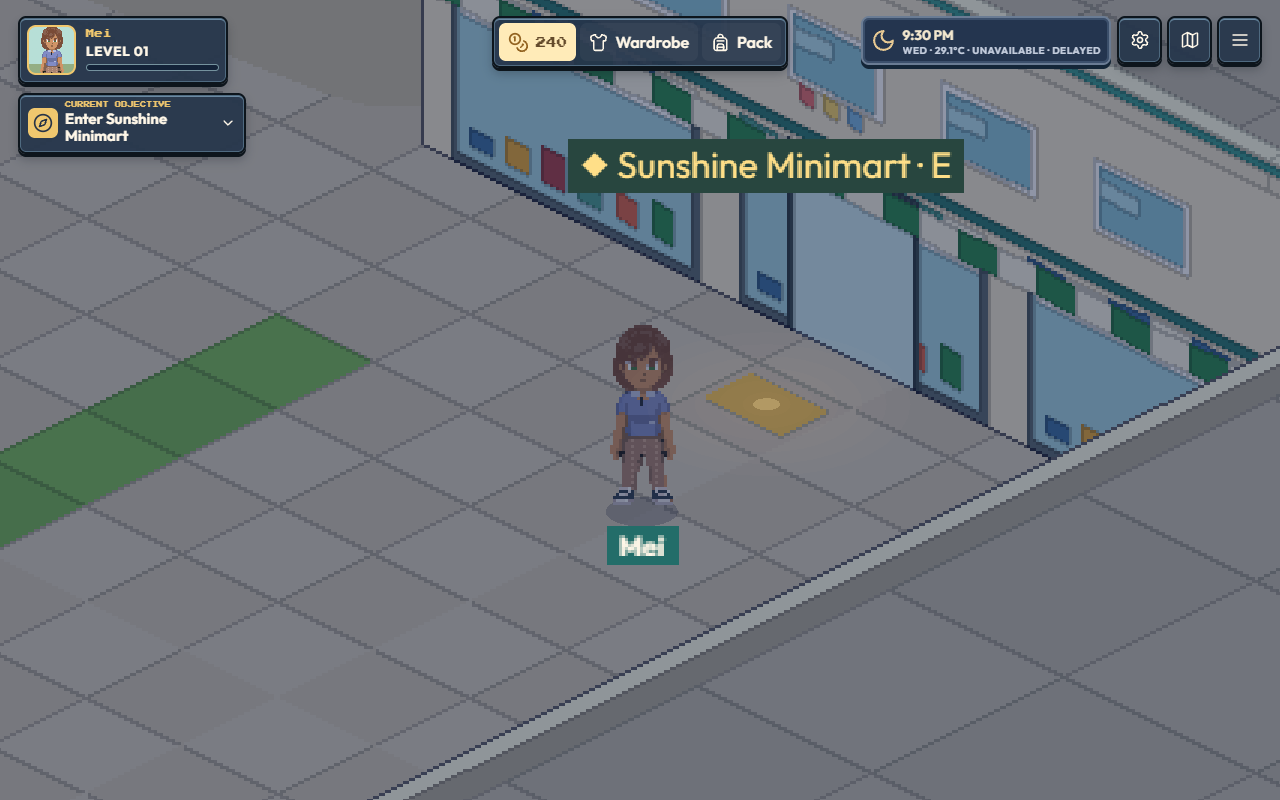 Mei
LEVEL 01
CURRENT OBJECTIVE
Enter Sunshine
Minimart
240
Wardrobe
Pack
9:30 PM
WED · 29.1°C · UNAVAILABLE · DELAYED
◆ Sunshine Minimart · E
Mei